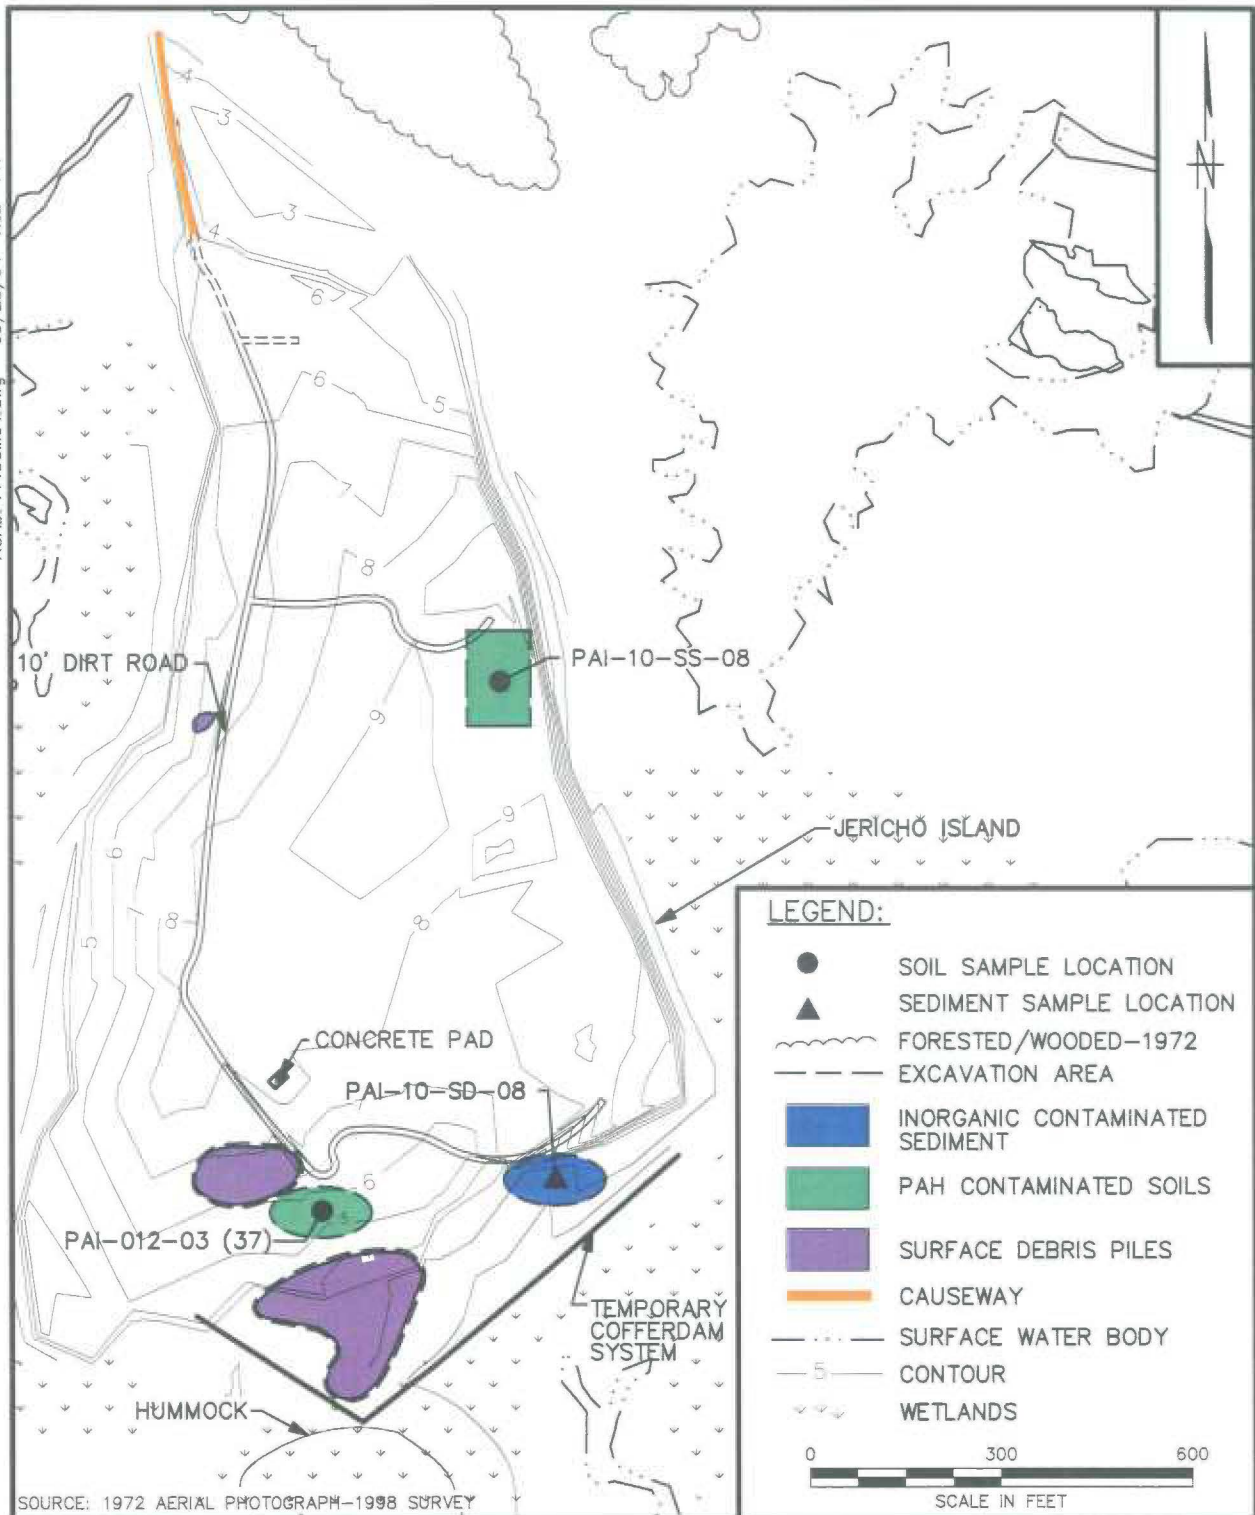 N
4
3
3
4
6
6
5
7
8
PAI-10-SS-08
10' DIRT ROAD
9
JERICHO ISLAND
9
6
7
8
8
5
CONCRETE PAD
PAI-10-SD-08
6
5
PAI-012-03 (37)
TEMPORARY
COFFERDAM
SYSTEM
HUMMOCK
SOURCE: 1972 AERIAL PHOTOGRAPH-1998 SURVEY
LEGEND:
SOIL SAMPLE LOCATION
SEDIMENT SAMPLE LOCATION
FORESTED/WOODED-1972
EXCAVATION AREA
INORGANIC CONTAMINATED
SEDIMENT
PAH CONTAMINATED SOILS
SURFACE DEBRIS PILES
CAUSEWAY
SURFACE WATER BODY
5 CONTOUR
WETLANDS
0 300 600
SCALE IN FEET